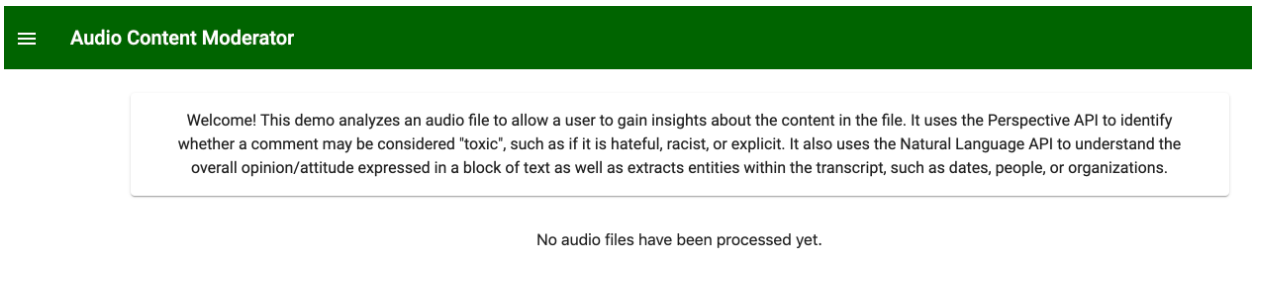 Audio Content Moderator
Welcome! This demo analyzes an audio file to allow a user to gain insights about the content in the file. It uses the Perspective API to identify
whether a comment may be considered "toxic", such as if it is hateful, racist, or explicit. It also uses the Natural Language API to understand the
overall opinion/attitude expressed in a block of text as well as extracts entities within the transcript, such as dates, people, or organizations.
No audio files have been processed yet.